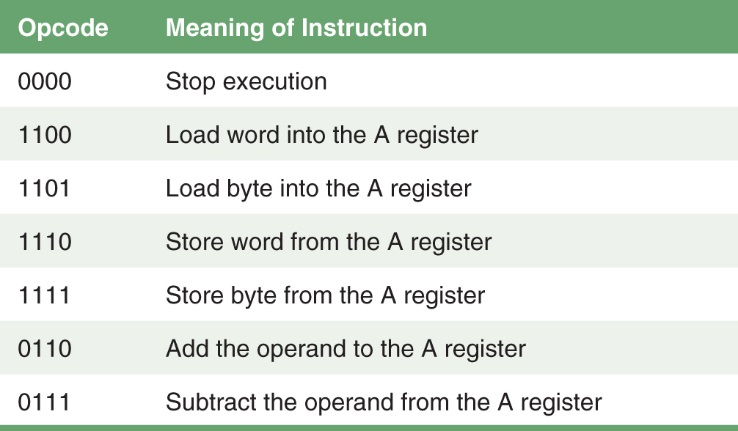 Opcode Meaning of Instruction
0000 Stop execution
1100 Load word into the A register
1101 Load byte into the A register
1110 Store word from the A register
1111 Store byte from the A register
0110 Add the operand to the A register
0111 Subtract the operand from the A register